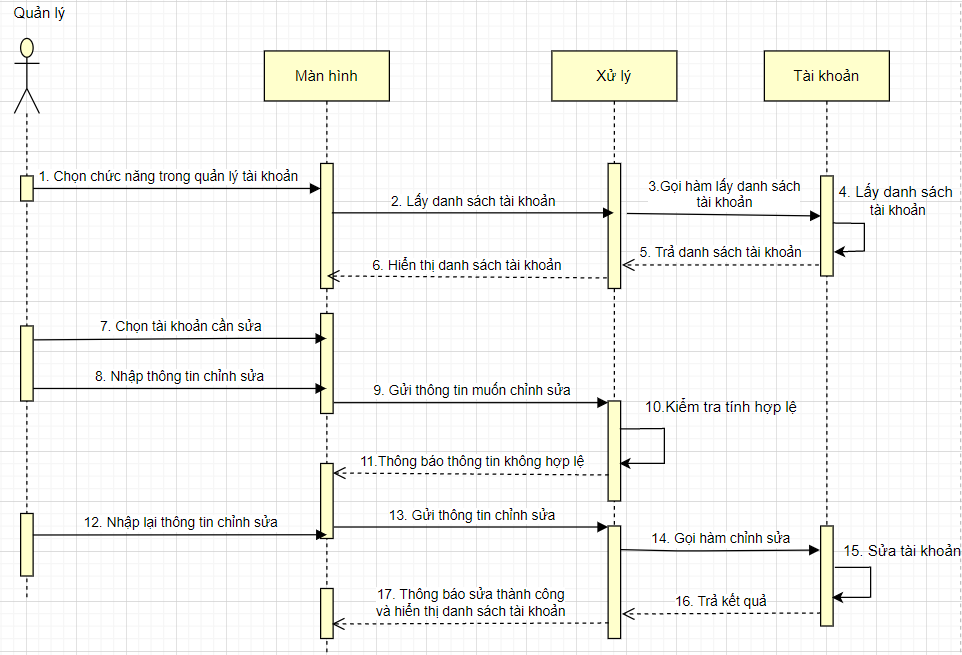 Quản lý
Màn hình
Xử lý
Tài khoản
1. Chọn chức năng trong quản lý tài khoản
2. Lấy danh sách tài khoản
3.Gọi hàm lấy danh sách
tài khoản
4. Lấy danh sách
tài khoản
5. Trả danh sách tài khoản
6. Hiển thị danh sách tài khoản
7. Chọn tài khoản cần sửa
8. Nhập thông tin chỉnh sửa
9. Gửi thông tin muốn chỉnh sửa
10.Kiểm tra tính hợp lệ
11.Thông báo thông tin không hợp lệ
12. Nhập lại thông tin chỉnh sửa
13. Gửi thông tin chỉnh sửa
14. Gọi hàm chỉnh sửa
15. Sửa tài khoản
16. Trả kết quả
17. Thông báo sửa thành công
và hiển thị danh sách tài khoản